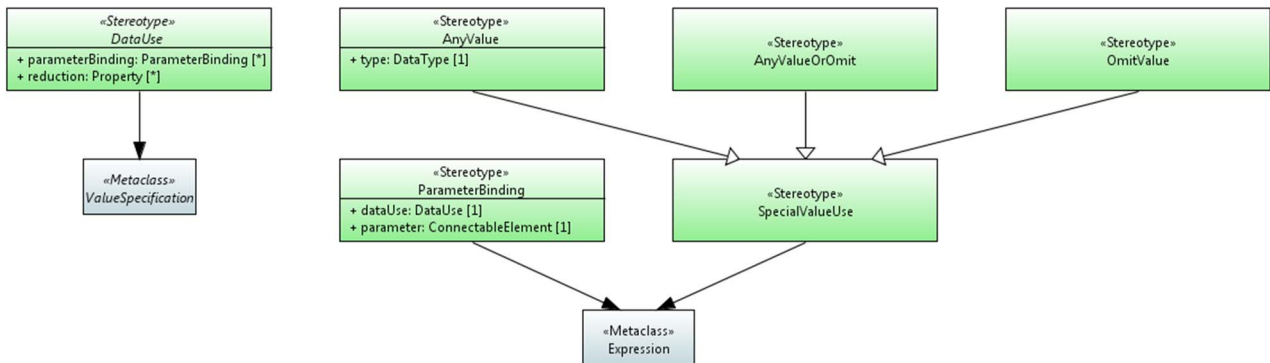 «Stereotype»
DataUse
+ parameterBinding: ParameterBinding [*]
+ reduction: Property [*]
«Stereotype»
AnyValue
+ type: DataType [1]
«Stereotype»
AnyValueOrOmit
«Stereotype»
OmitValue
«Metaclass»
ValueSpecification
«Stereotype»
ParameterBinding
+ dataUse: DataUse [1]
+ parameter: ConnectableElement [1]
«Stereotype»
SpecialValueUse
«Metaclass»
Expression